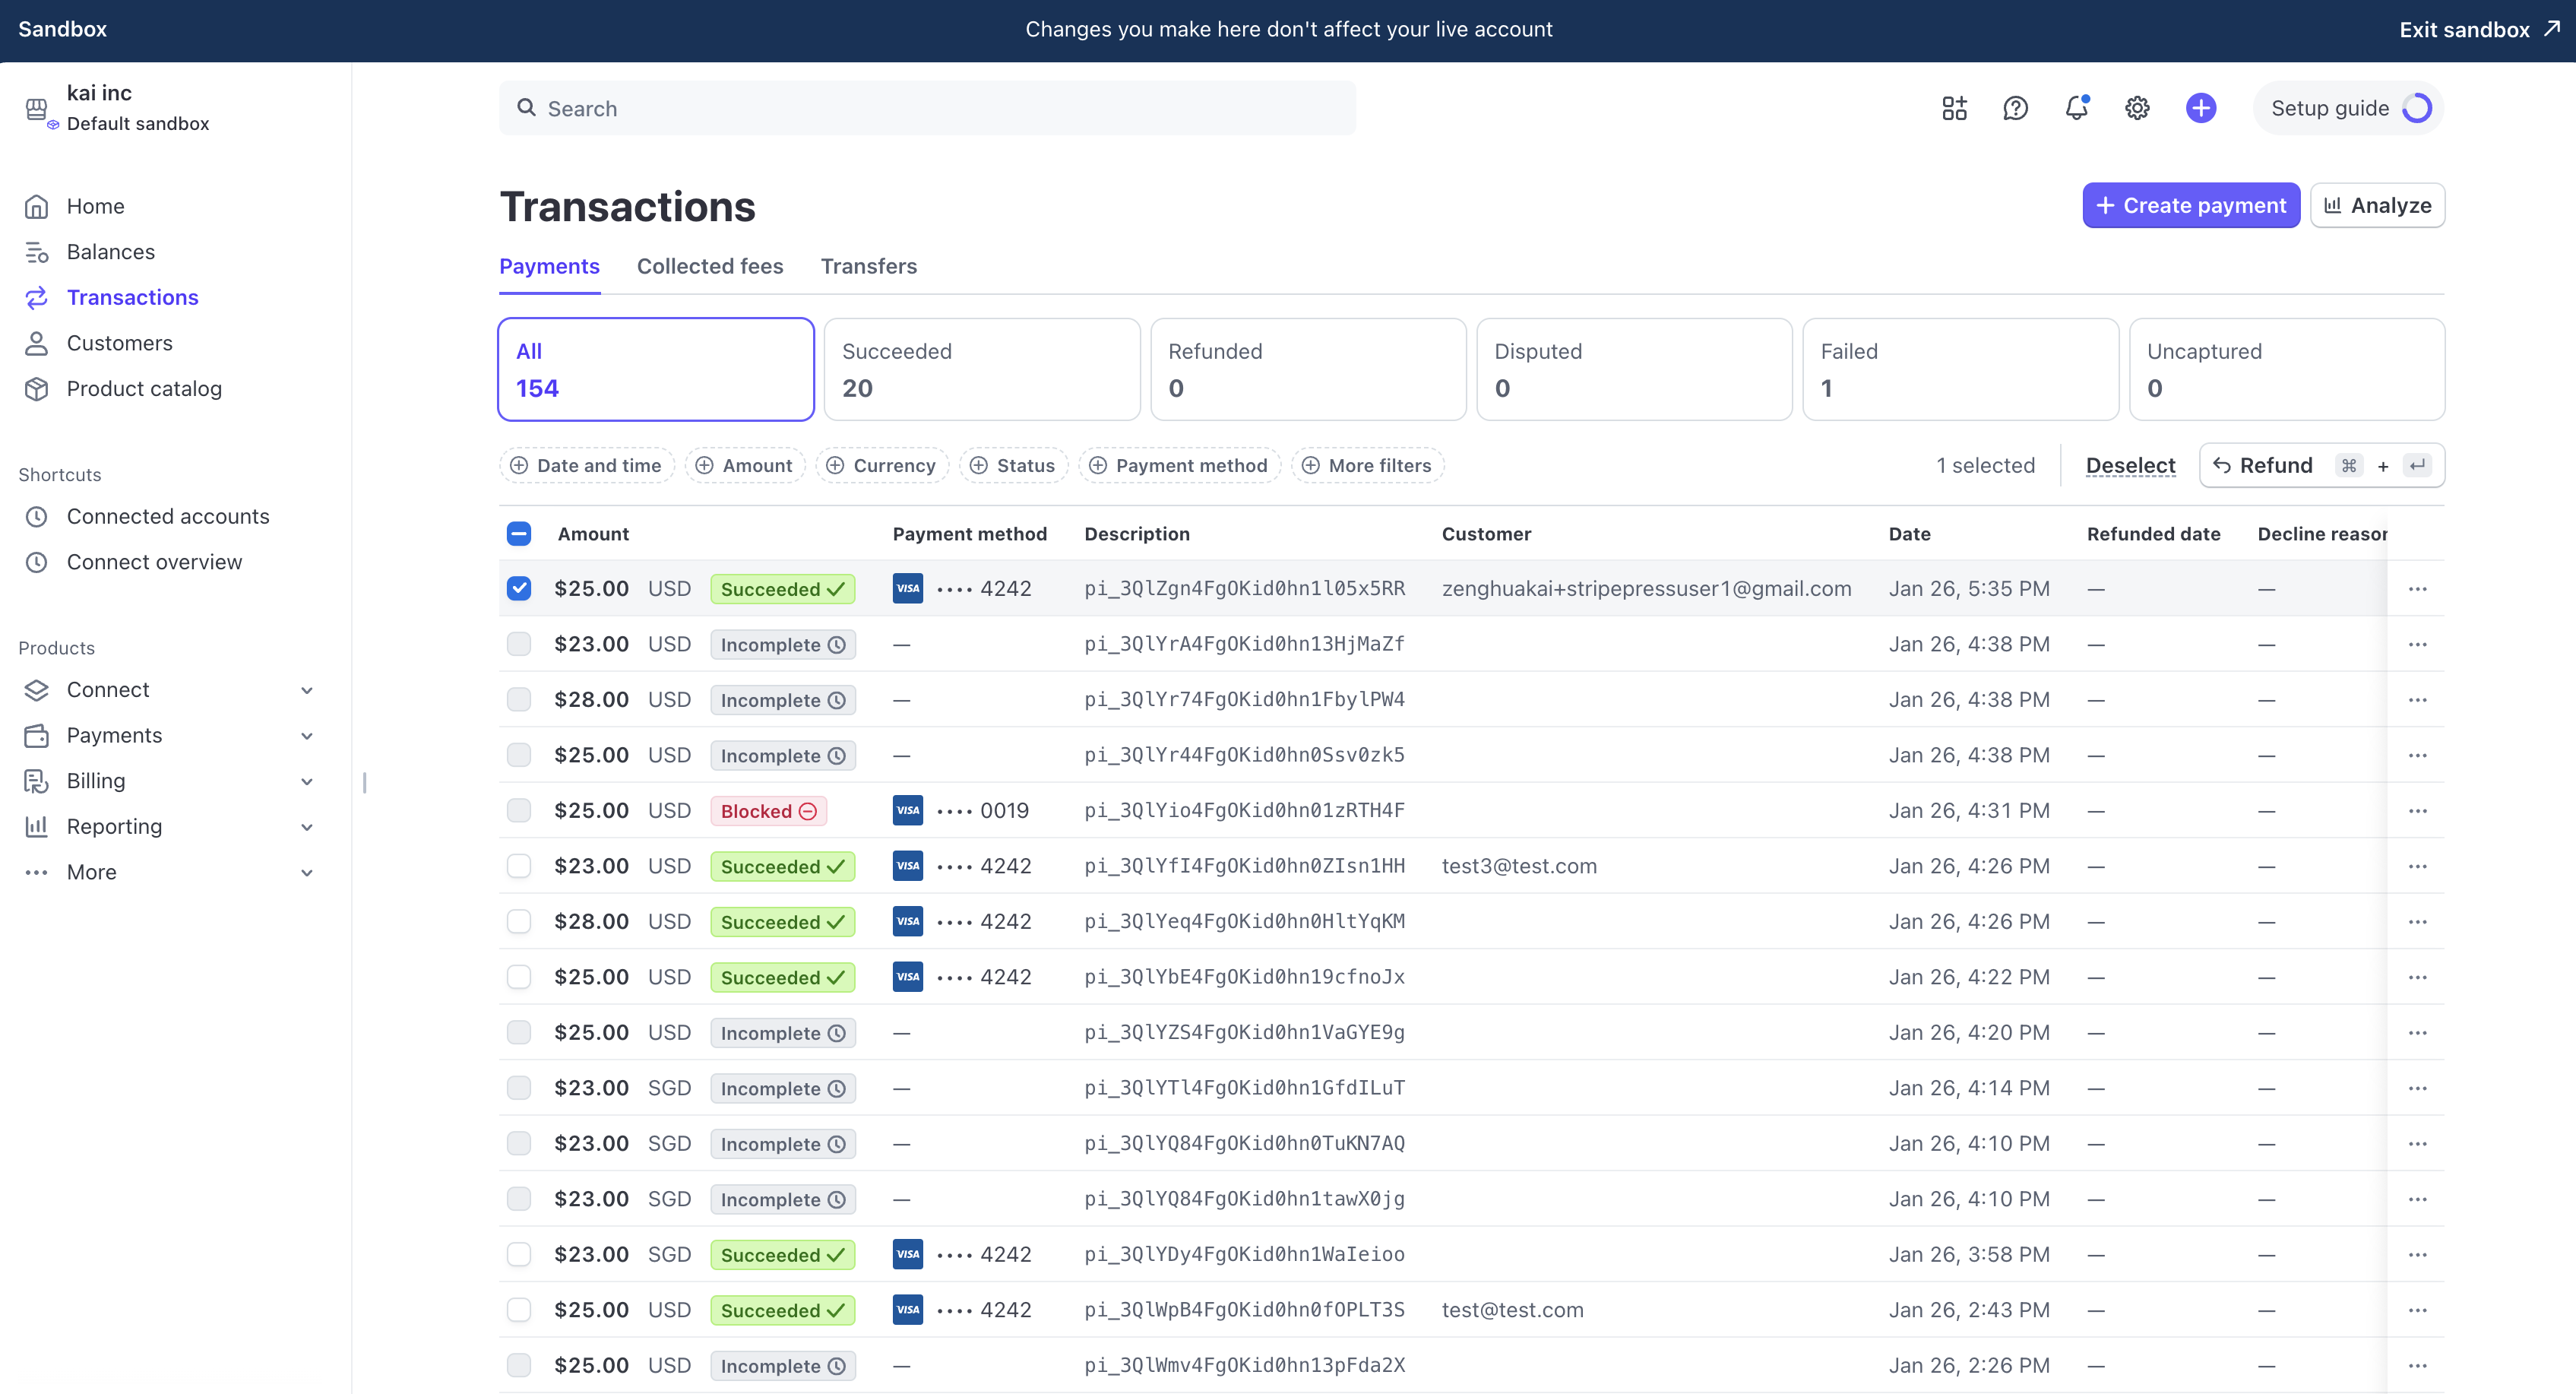 Sandbox
Changes you make here don't affect your live account
Exit sandbox
kai inc
Default sandbox
Search
Setup guide
Home
Balances
Transactions
Customers
Product catalog
Shortcuts
Connected accounts
Connect overview
Products
Connect
Payments
Billing
Reporting
More
Transactions
Create payment
Analyze
Payments Collected fees Transfers
All Succeeded Refunded Disputed Failed Uncaptured
154 20 0 0 1 0
Date and time Amount Currency Status Payment method More filters 1 selected Deselect Refund ⌘ + ↵
Amount Payment method Description Customer Date Refunded date Decline reason
$25.00 USD Succeeded VISA •••• 4242 pi_3QlZgn4FgOKid0hn1l05x5RR zenghuakai+stripepressuser1@gmail.com Jan 26, 5:35 PM — —
$23.00 USD Incomplete — pi_3QlYrA4FgOKid0hn13HjMaZf Jan 26, 4:38 PM — —
$28.00 USD Incomplete — pi_3QlYr74FgOKid0hn1FbylPW4 Jan 26, 4:38 PM — —
$25.00 USD Incomplete — pi_3QlYr44FgOKid0hn0Ssv0zk5 Jan 26, 4:38 PM — —
$25.00 USD Blocked VISA •••• 0019 pi_3QlYio4FgOKid0hn01zRTH4F Jan 26, 4:31 PM — —
$23.00 USD Succeeded VISA •••• 4242 pi_3QlYfI4FgOKid0hn0ZIsn1HH test3@test.com Jan 26, 4:26 PM — —
$28.00 USD Succeeded VISA •••• 4242 pi_3QlYeq4FgOKid0hn0HltYqKM Jan 26, 4:26 PM — —
$25.00 USD Succeeded VISA •••• 4242 pi_3QlYbE4FgOKid0hn19cfnoJx Jan 26, 4:22 PM — —
$25.00 USD Incomplete — pi_3QlYZS4FgOKid0hn1VaGYE9g Jan 26, 4:20 PM — —
$23.00 SGD Incomplete — pi_3QlYTl4FgOKid0hn1GfdILuT Jan 26, 4:14 PM — —
$23.00 SGD Incomplete — pi_3QlYQ84FgOKid0hn0TuKN7AQ Jan 26, 4:10 PM — —
$23.00 SGD Incomplete — pi_3QlYQ84FgOKid0hn1tawX0jg Jan 26, 4:10 PM — —
$23.00 SGD Succeeded VISA •••• 4242 pi_3QlYDy4FgOKid0hn1WaIeioo Jan 26, 3:58 PM — —
$25.00 USD Succeeded VISA •••• 4242 pi_3QlWpB4FgOKid0hn0fOPLT3S test@test.com Jan 26, 2:43 PM — —
$25.00 USD Incomplete — pi_3QlWmv4FgOKid0hn13pFda2X Jan 26, 2:26 PM — —